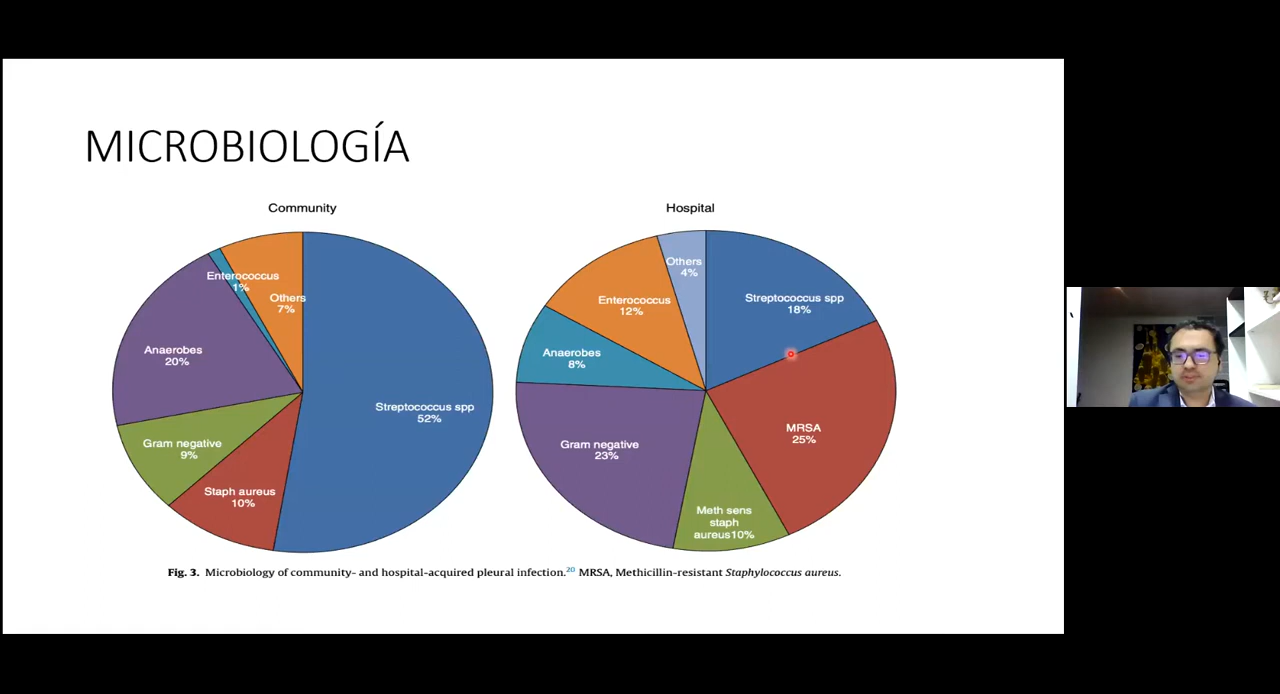 MICROBIOLOGÍA
Community
Enterococcus
1%
Others
7%
Anaerobes
20%
Streptococcus spp
52%
Gram negative
9%
Staph aureus
10%
Hospital
Others
4%
Streptococcus spp
18%
Enterococcus
12%
Anaerobes
8%
MRSA
25%
Gram negative
23%
Meth sens
staph
aureus10%
Fig. 3. Microbiology of community- and hospital-acquired pleural infection.20 MRSA, Methicillin-resistant Staphylococcus aureus.